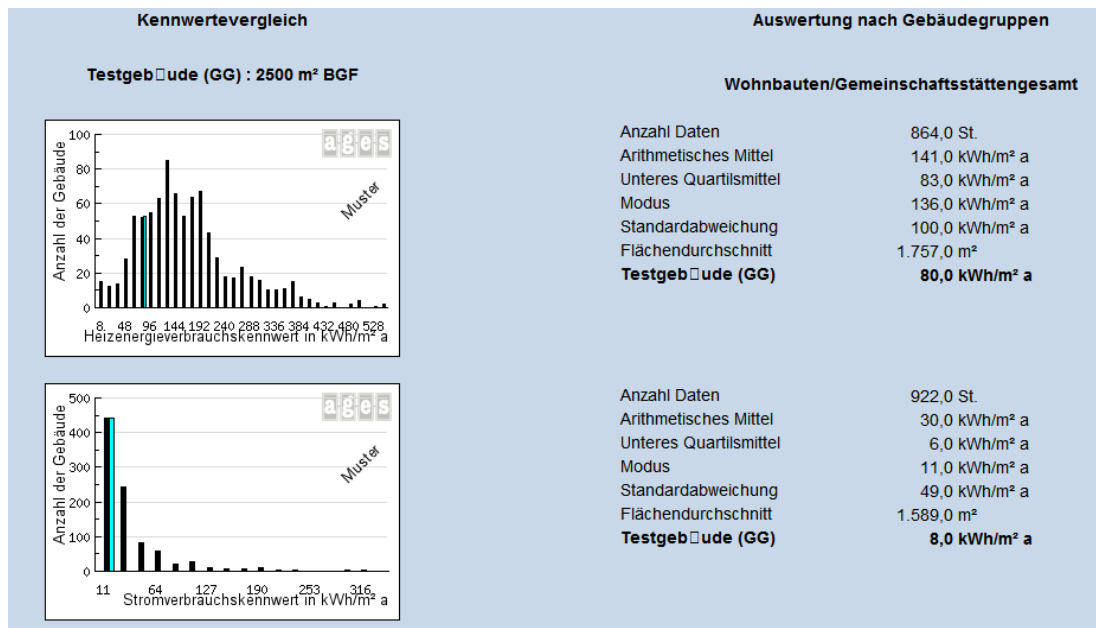 Kennwertevergleich
Auswertung nach Gebäudegruppen
Testgeb□ude (GG) : 2500 m² BGF
Wohnbauten/Gemeinschaftsstättengesamt
ages
Muster
Anzahl der Gebäude
100
80
60
40
20
0
8. 48 96 144 192 240 288 336 384 432 480 528
Heizenergieverbrauchskennwert in kWh/m² a
Anzahl Daten 864,0 St.
Arithmetisches Mittel 141,0 kWh/m² a
Unteres Quartilsmittel 83,0 kWh/m² a
Modus 136,0 kWh/m² a
Standardabweichung 100,0 kWh/m² a
Flächendurchschnitt 1.757,0 m²
Testgeb□ude (GG) 80,0 kWh/m² a
ages
Muster
Anzahl der Gebäude
500
400
300
200
100
0
11 64 127 190 253 316
Stromverbrauchskennwert in kWh/m² a
Anzahl Daten 922,0 St.
Arithmetisches Mittel 30,0 kWh/m² a
Unteres Quartilsmittel 6,0 kWh/m² a
Modus 11,0 kWh/m² a
Standardabweichung 49,0 kWh/m² a
Flächendurchschnitt 1.589,0 m²
Testgeb□ude (GG) 8,0 kWh/m² a